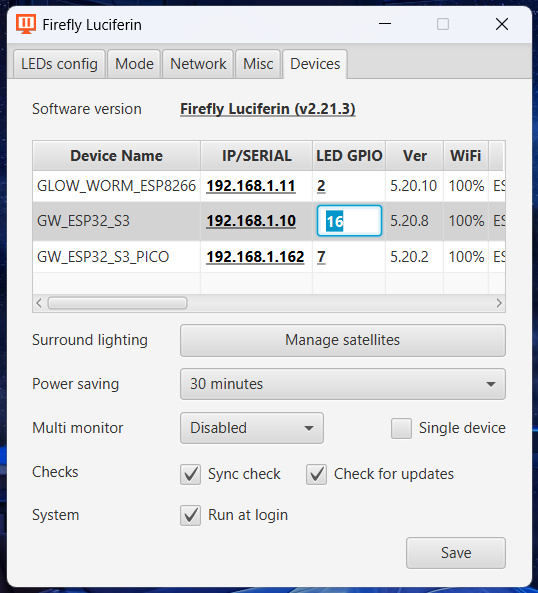 Firefly Luciferin
LEDs config Mode Network Misc Devices
Software version Firefly Luciferin (v2.21.3)
Device Name IP/SERIAL LED GPIO Ver WiFi
GLOW_WORM_ESP8266 192.168.1.11 2 5.20.10 100% ES
GW_ESP32_S3 192.168.1.10 16 5.20.8 100% ES
GW_ESP32_S3_PICO 192.168.1.162 7 5.20.2 100% ES
Surround lighting Manage satellites
Power saving 30 minutes
Multi monitor Disabled Single device
Checks Sync check Check for updates
System Run at login
Save